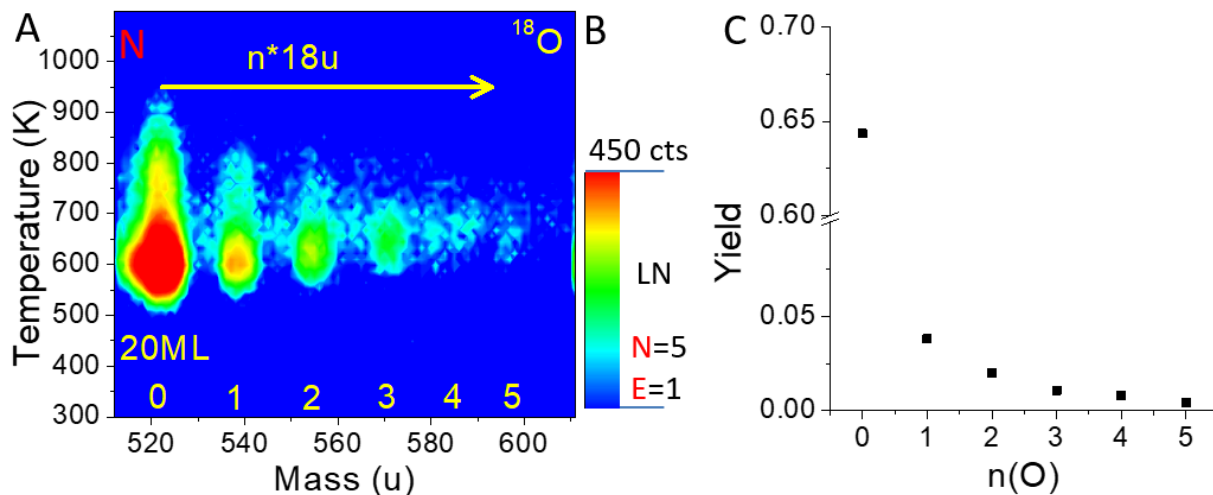 A
N
n*18u
18O
20ML
0 1 2 3 4 5
Temperature (K)
1000
900
800
700
600
500
400
300
520 540 560 580 600
Mass (u)
B
450 cts
LN
N=5
E=1
C
Yield
0.70
0.65
0.60
0.05
0.00
0 1 2 3 4 5
n(O)